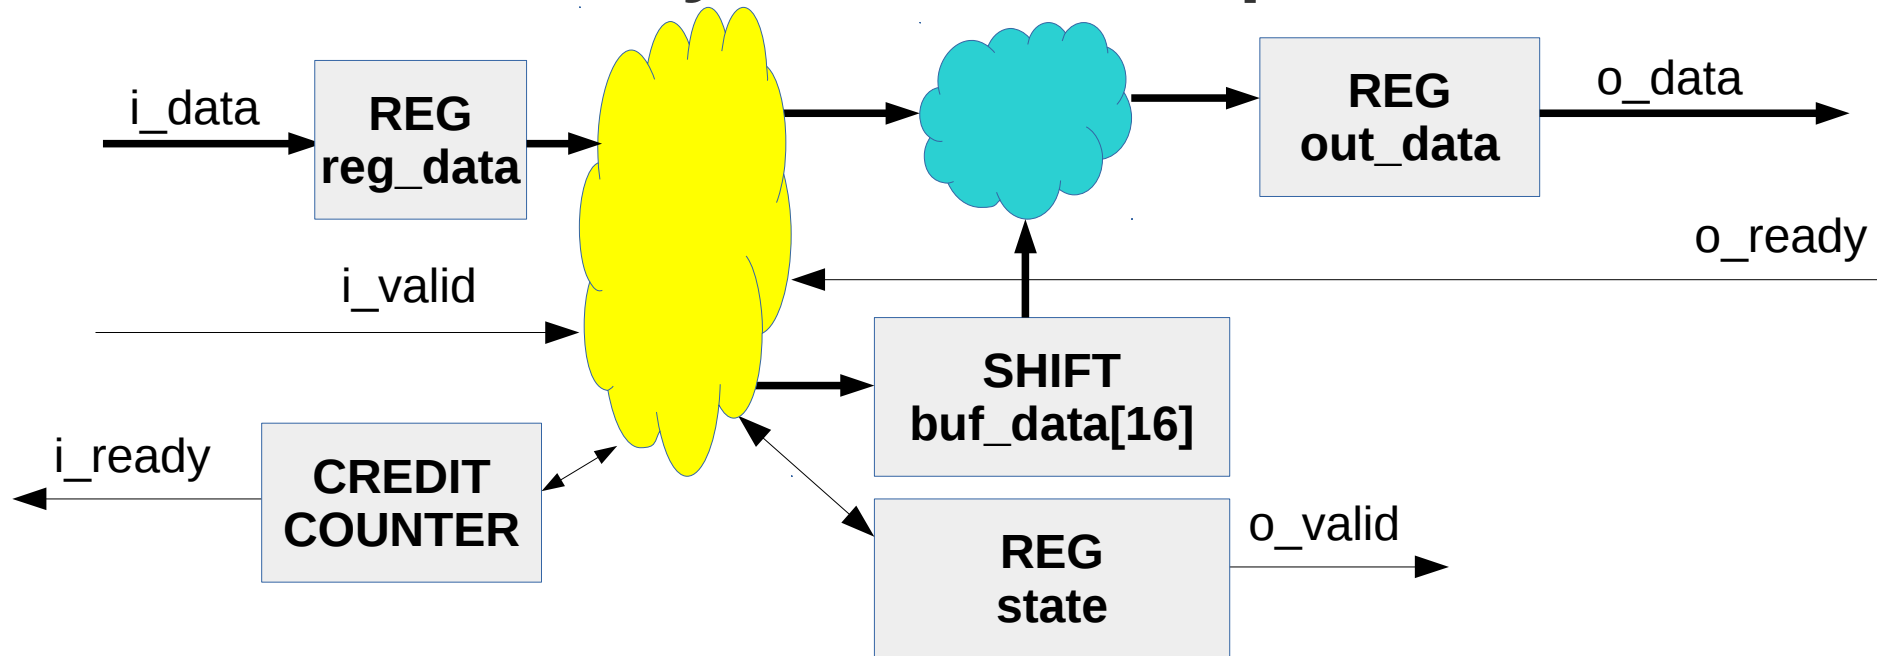 i_data
REG
reg_data
REG
out_data
o_data
o_ready
i_valid
SHIFT
buf_data[16]
i_ready
CREDIT
COUNTER
REG
state
o_valid